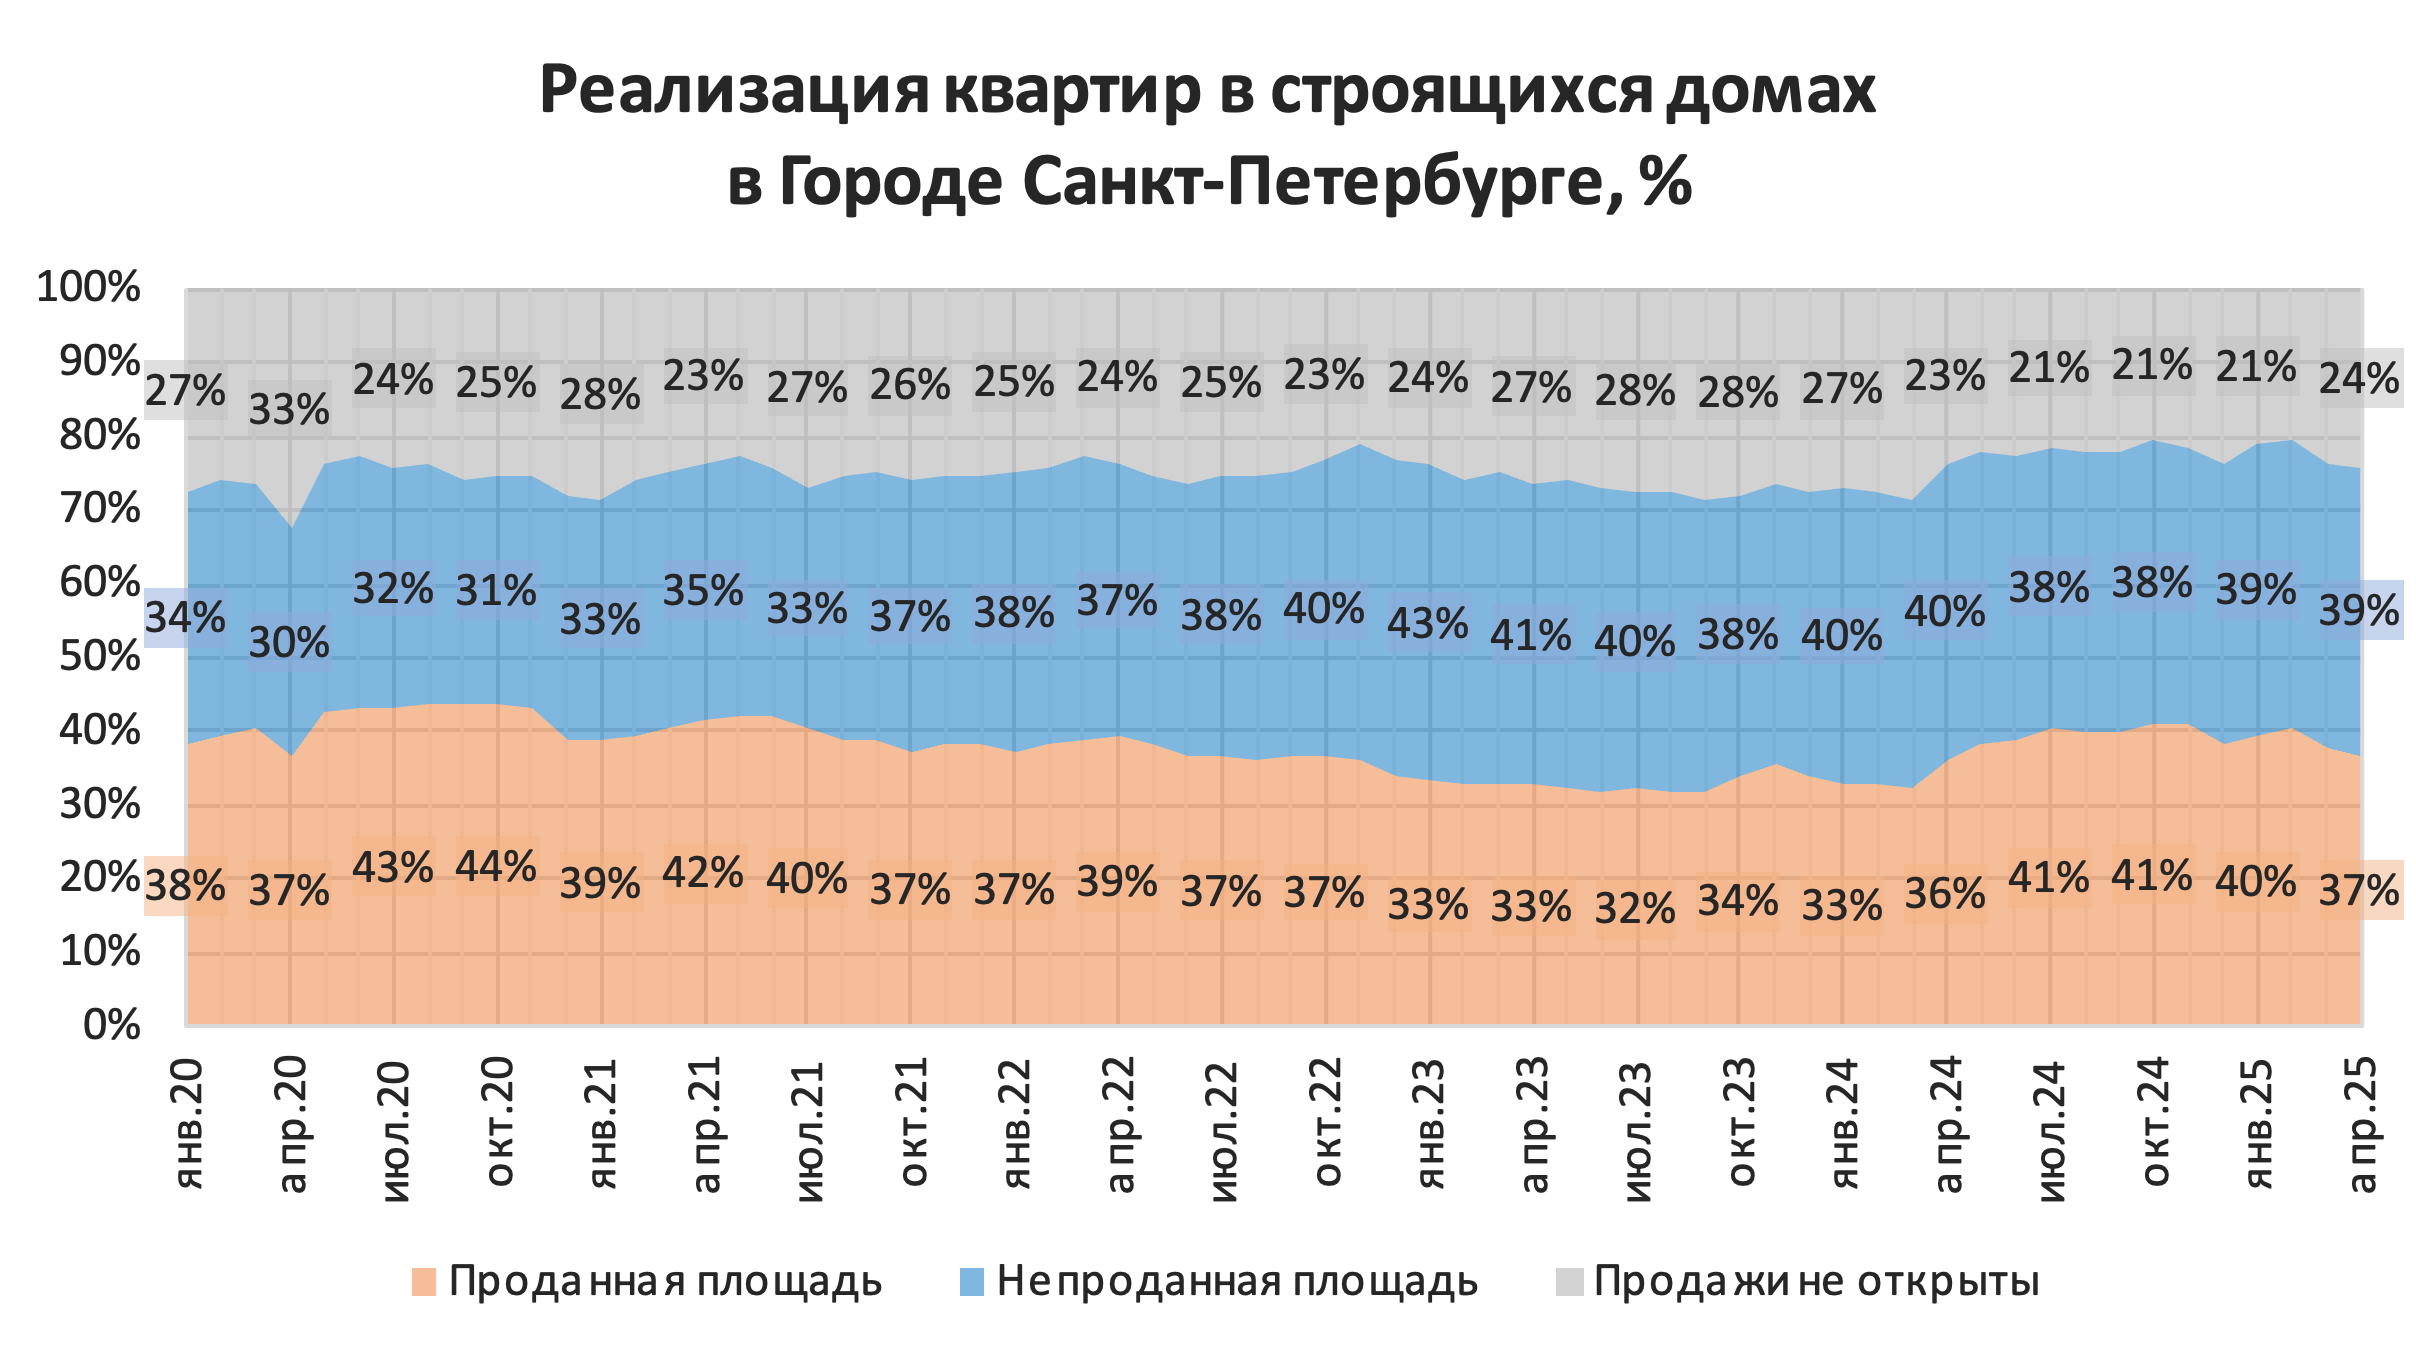 Реализация квартир в строящихся домах
в Городе Санкт-Петербурге, %
100%
90%
80%
70%
60%
50%
40%
30%
20%
10%
0%
27% 33% 24% 25% 28% 23% 27% 26% 25% 24% 25% 23% 24% 27% 28% 28% 27% 23% 21% 21% 21% 24%
34% 30% 32% 31% 33% 35% 33% 37% 38% 37% 38% 40% 43% 41% 40% 38% 40% 40% 38% 38% 39% 39%
38% 37% 43% 44% 39% 42% 40% 37% 37% 39% 37% 37% 33% 33% 32% 34% 33% 36% 41% 41% 40% 37%
янв.20 апр.20 июл.20 окт.20 янв.21 апр.21 июл.21 окт.21 янв.22 апр.22 июл.22 окт.22 янв.23 апр.23 июл.23 окт.23 янв.24 апр.24 июл.24 окт.24 янв.25 апр.25
Проданная площадь Непроданная площадь Продажи не открыты